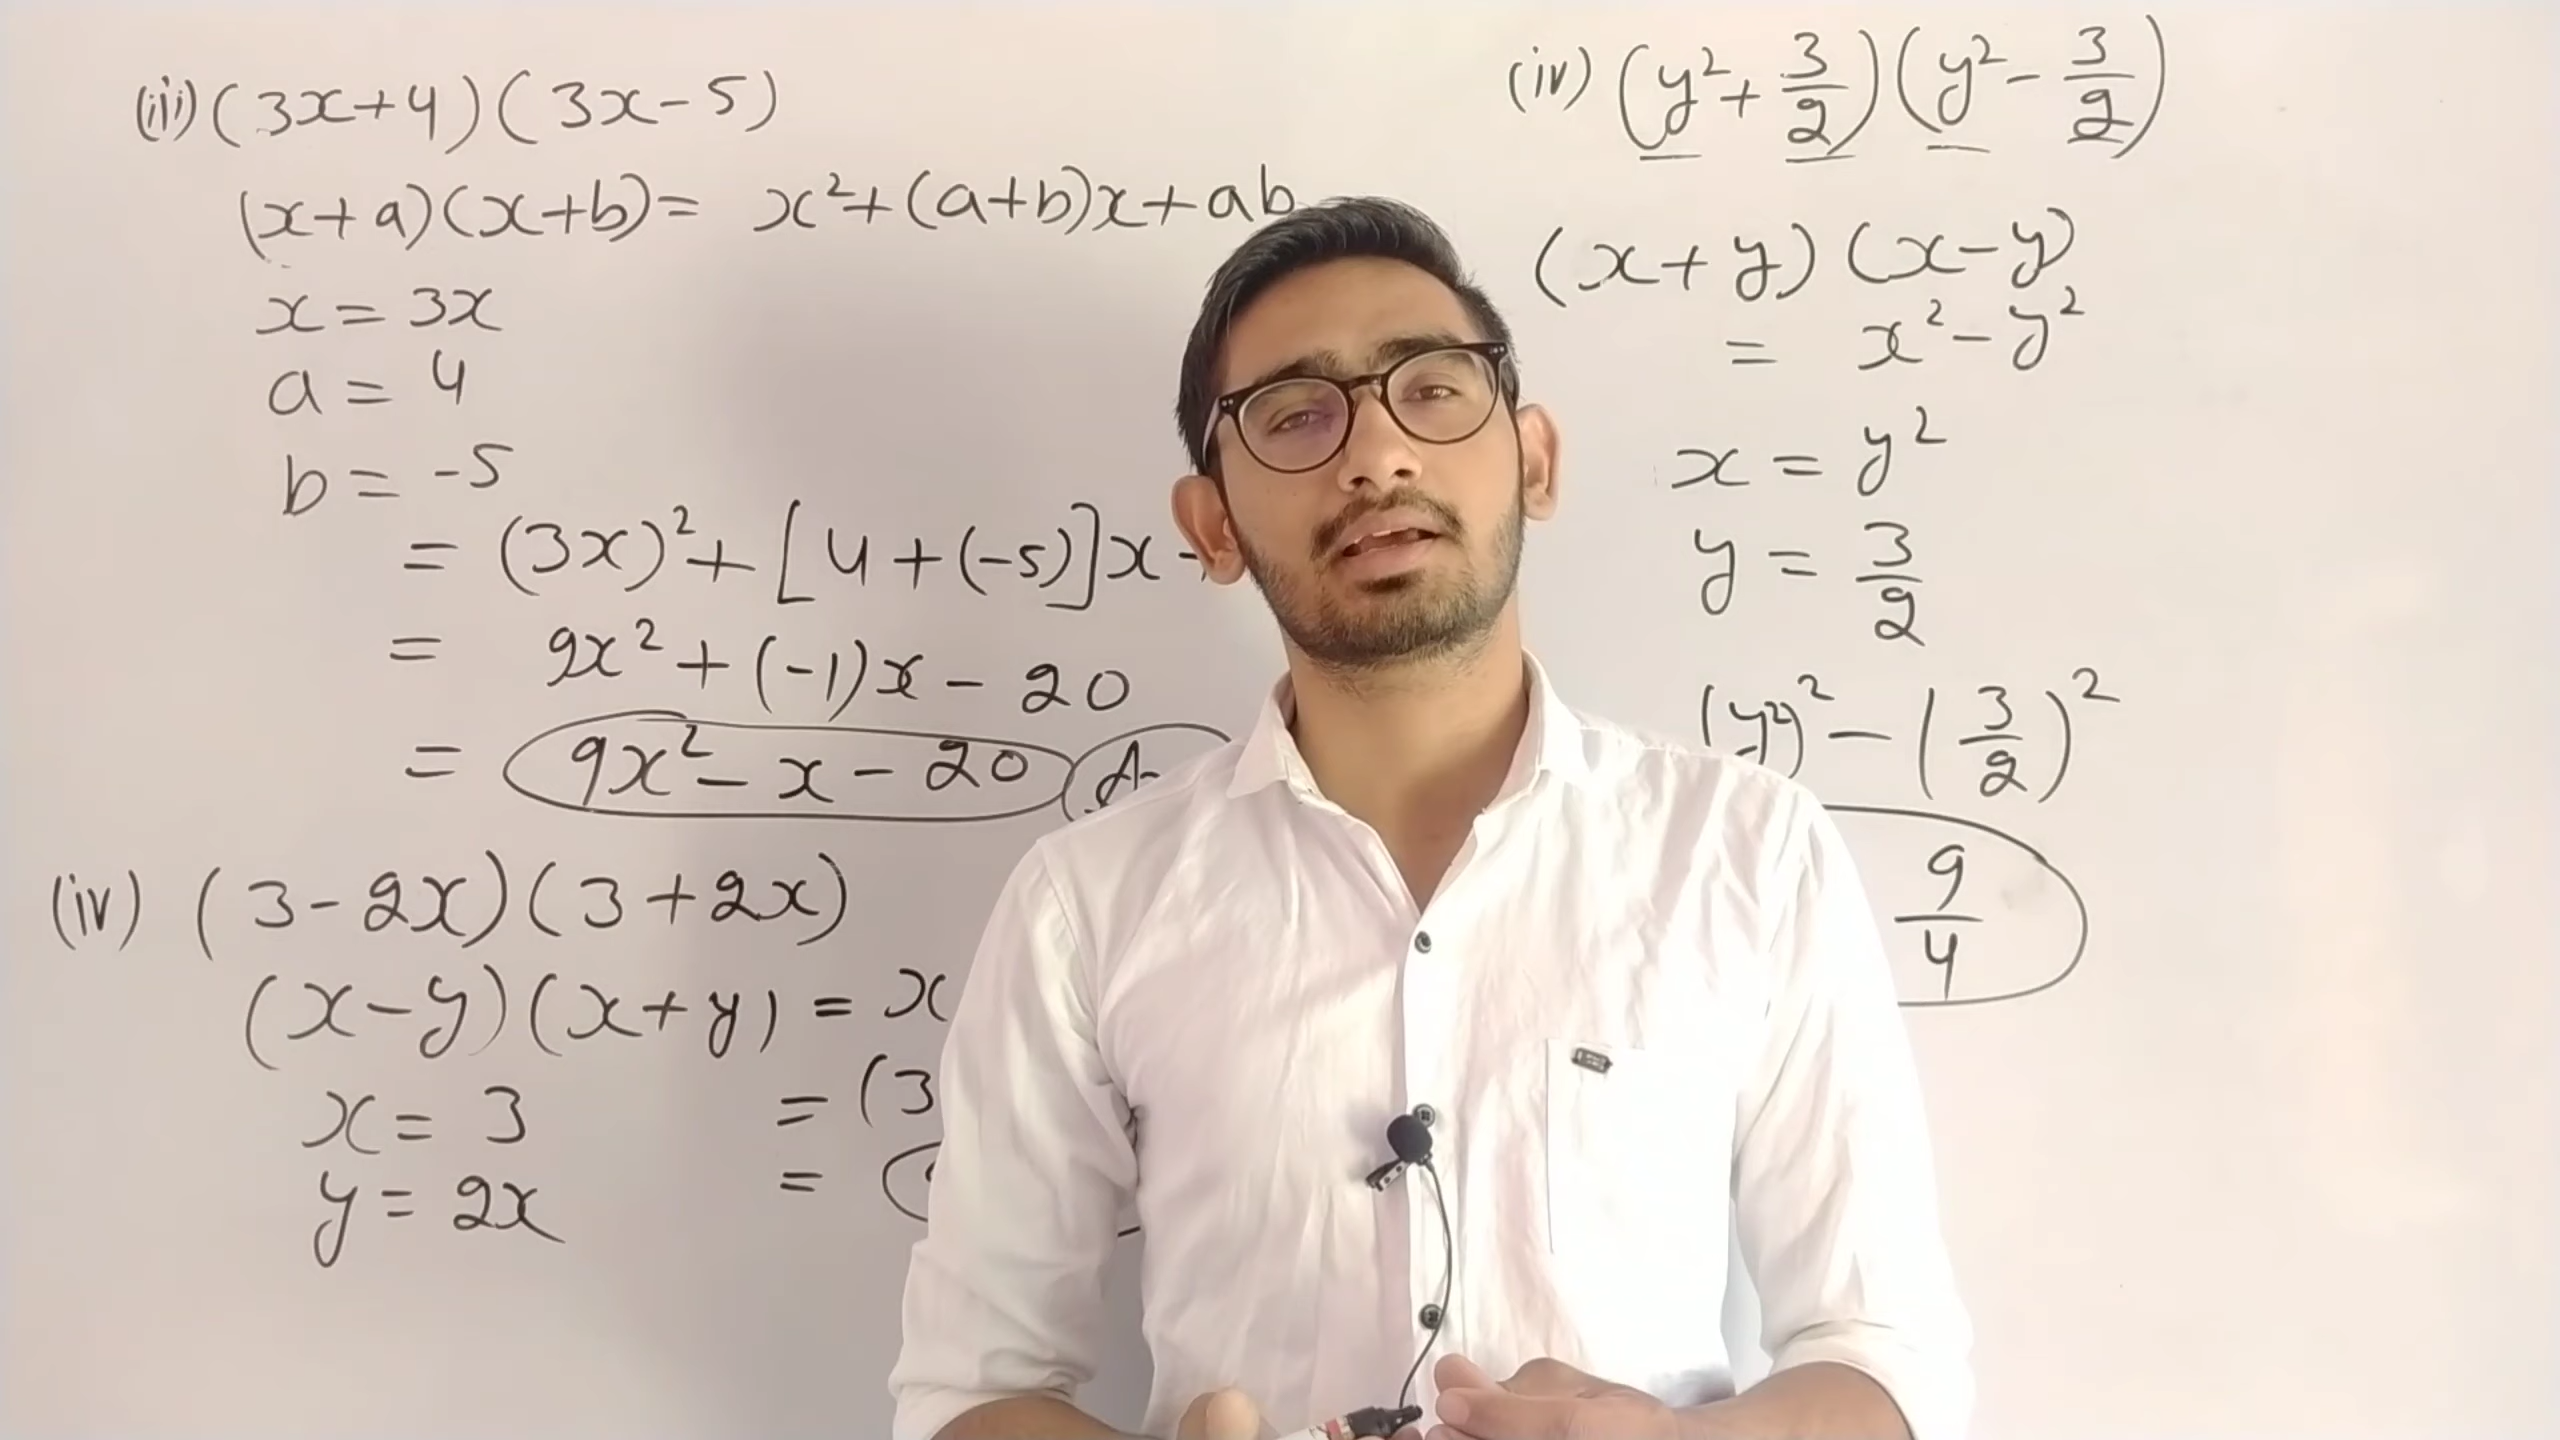 (iii) (3x+4)(3x-5)
(x+a)(x+b)= x²+(a+b)x+ab
x = 3x
a = 4
b = -5
= (3x)²+ [4+(-5)]x
= 9x²+(-1)x - 20
= 9x²-x-20
(iv) (3-2x)(3+2x)
(x-y)(x+y) = x
x = 3
= (3
y = 2x
=
(iv) (y²+3/2)(y²-3/2)
(x+y)(x-y)
= x²-y²
x = y²
y = 3/2
(y²)²-(3/2)²
9/4